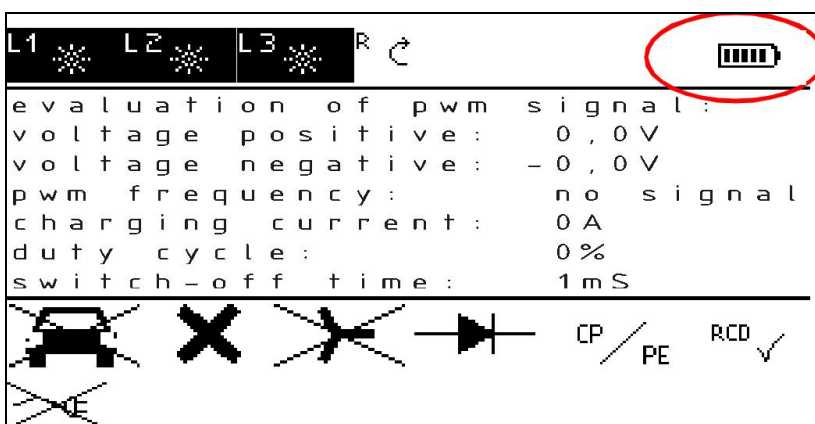 L1 L2 L3 R
evaluation of pwm signal:
voltage positive: 0,0V
voltage negative: -0,0V
pwm frequency: no signal
charging current: 0A
duty cycle: 0%
switch-off time: 1mS
CP/PE RCD